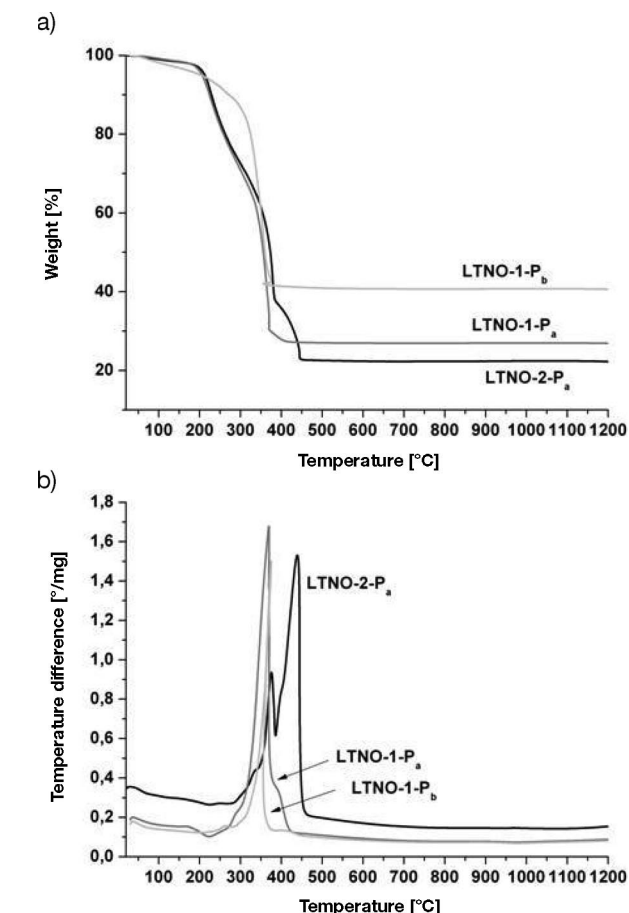 a)
100
80
60
40
20
Weight [%]
LTNO-1-Pb
LTNO-1-Pa
LTNO-2-Pa
100 200 300 400 500 600 700 800 900 1000 1100 1200
Temperature [°C]
b)
1,8
1,6
1,4
1,2
1,0
0,8
0,6
0,4
0,2
0,0
Temperature difference [°/mg]
LTNO-2-Pa
LTNO-1-Pa
LTNO-1-Pb
100 200 300 400 500 600 700 800 900 1000 1100 1200
Temperature [°C]